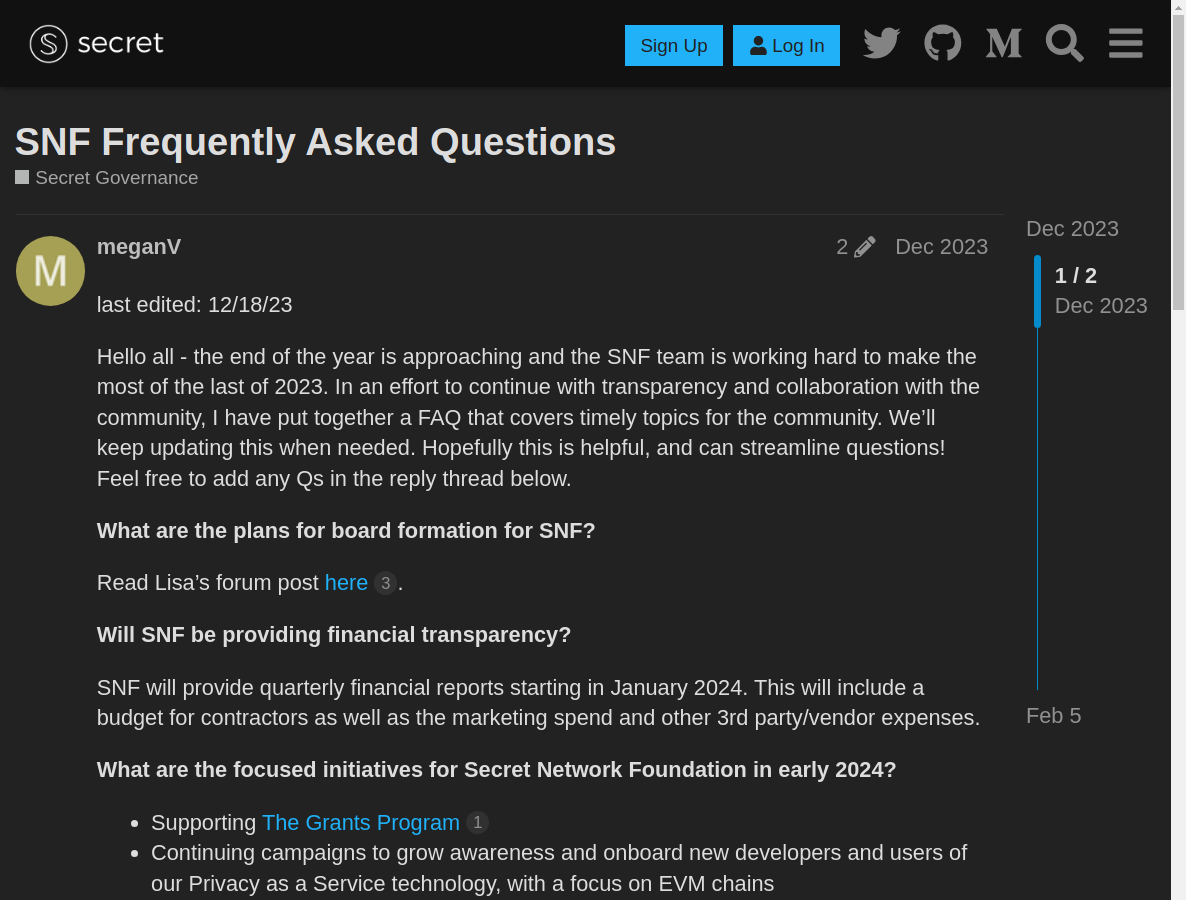 secret
Sign Up
Log In
SNF Frequently Asked Questions
Secret Governance
M
meganV
2
Dec 2023
last edited: 12/18/23
Hello all - the end of the year is approaching and the SNF team is working hard to make the
most of the last of 2023. In an effort to continue with transparency and collaboration with the
community, I have put together a FAQ that covers timely topics for the community. We’ll
keep updating this when needed. Hopefully this is helpful, and can streamline questions!
Feel free to add any Qs in the reply thread below.
What are the plans for board formation for SNF?
Read Lisa’s forum post here 3 .
Will SNF be providing financial transparency?
SNF will provide quarterly financial reports starting in January 2024. This will include a
budget for contractors as well as the marketing spend and other 3rd party/vendor expenses.
What are the focused initiatives for Secret Network Foundation in early 2024?
• Supporting The Grants Program 1
• Continuing campaigns to grow awareness and onboard new developers and users of
our Privacy as a Service technology, with a focus on EVM chains
Dec 2023
1 / 2
Dec 2023
Feb 5